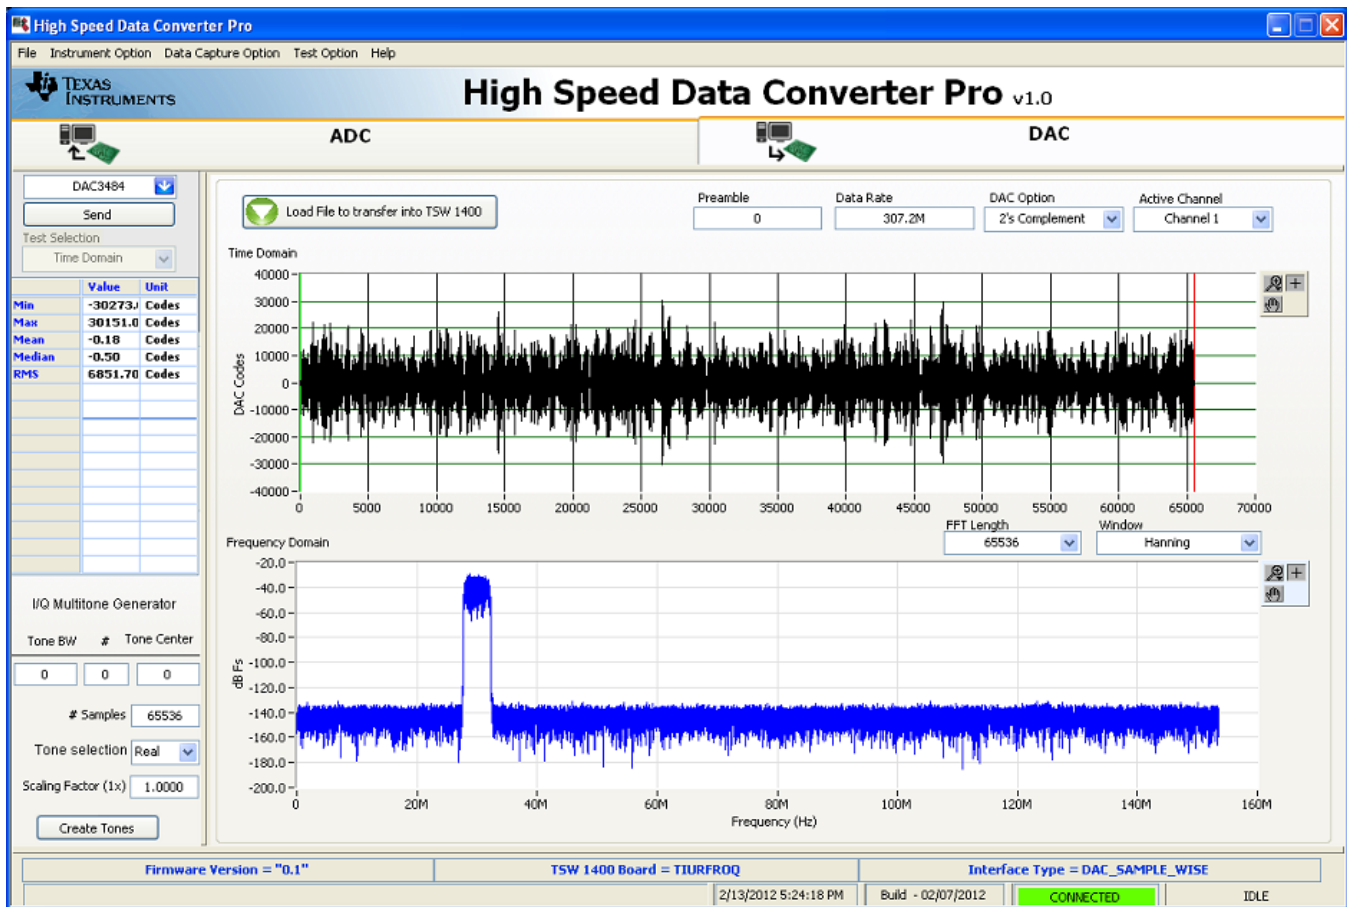 High Speed Data Converter Pro
File Instrument Option Data Capture Option Test Option Help
TEXAS INSTRUMENTS
High Speed Data Converter Pro v1.0
ADC
DAC
DAC3484
Send
Test Selection
Time Domain
Value Unit
Min -30273. Codes
Max 30151.0 Codes
Mean -0.18 Codes
Median -0.50 Codes
RMS 6851.70 Codes
I/Q Multitone Generator
Tone BW # Tone Center
0 0 0
# Samples 65536
Tone selection Real
Scaling Factor (1x) 1.0000
Create Tones
Load File to transfer into TSW 1400
Preamble Data Rate DAC Option Active Channel
0 307.2M 2's Complement Channel 1
Time Domain
DAC Codes
40000
30000
20000
10000
0
-10000
-20000
-30000
-40000
0 5000 10000 15000 20000 25000 30000 35000 40000 45000 50000 55000 60000 65000 70000
FFT Length Window
65536 Hanning
Frequency Domain
dB Fs
-20.0
-40.0
-60.0
-80.0
-100.0
-120.0
-140.0
-160.0
-180.0
-200.0
0 20M 40M 60M 80M 100M 120M 140M 160M
Frequency (Hz)
Firmware Version = "0.1" TSW 1400 Board = TIURFROQ Interface Type = DAC_SAMPLE_WISE
2/13/2012 5:24:18 PM Build - 02/07/2012 CONNECTED IDLE